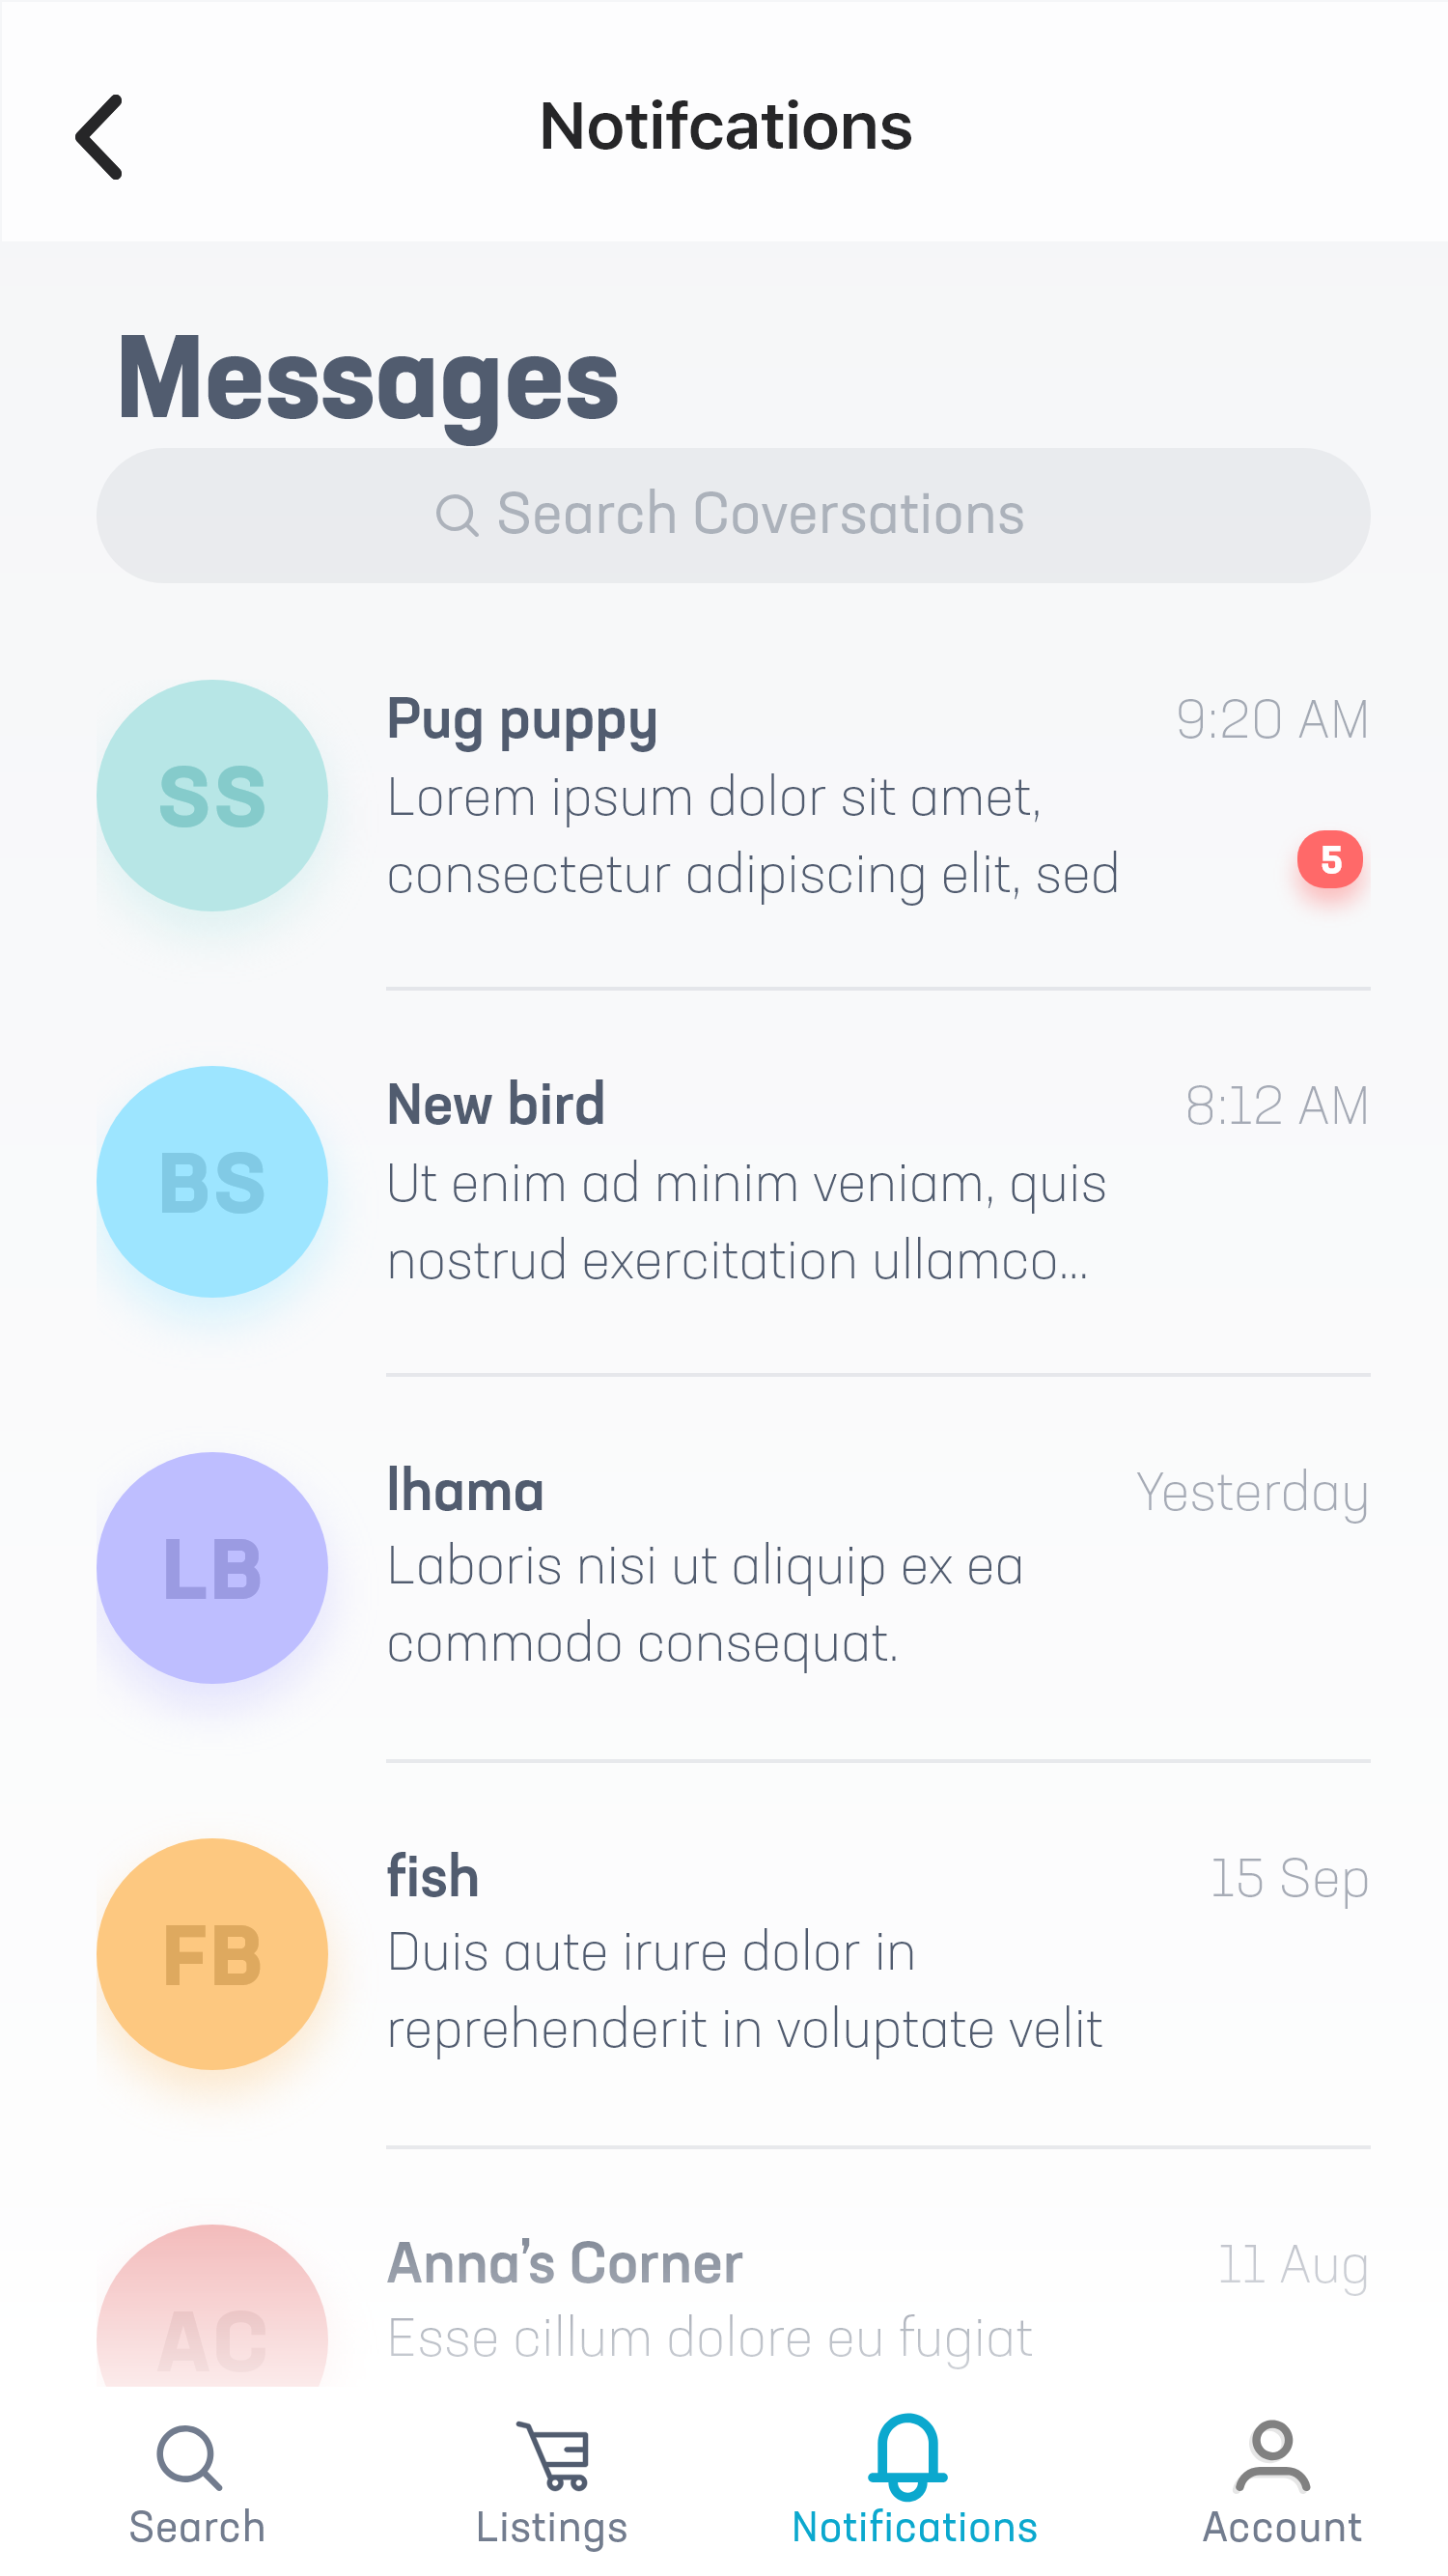 Notifcations
Messages
Search Coversations
SS
Pug puppy
9:20 AM
Lorem ipsum dolor sit amet,
consectetur adipiscing elit, sed
5
BS
New bird
8:12 AM
Ut enim ad minim veniam, quis
nostrud exercitation ullamco...
LB
lhama
Yesterday
Laboris nisi ut aliquip ex ea
commodo consequat.
FB
fish
15 Sep
Duis aute irure dolor in
reprehenderit in voluptate velit
AC
Anna’s Corner
11 Aug
Esse cillum dolore eu fugiat
Search
Listings
Notifications
Account